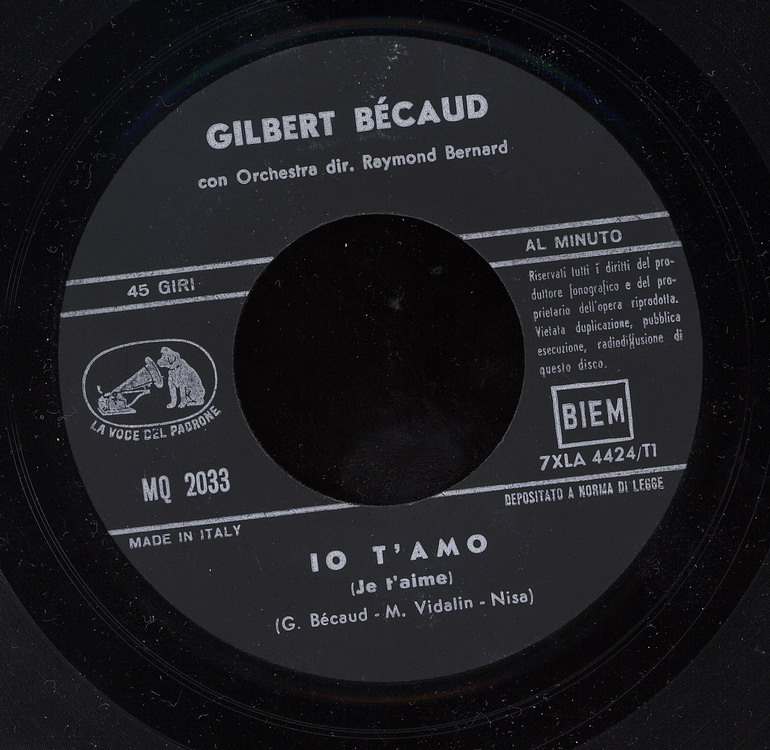 GILBERT BÉCAUD
con Orchestra dir. Raymond Bernard
45 GIRI
AL MINUTO
Riservati tutti i diritti del pro-
duttore fonografico e del pro-
prietario dell'opera riprodotta.
Vietata duplicazione, pubblica
esecuzione, radiodiffusione di
questo disco.
LA VOCE DEL PADRONE
BIEM
7XLA 4424/T1
MQ 2033
DEPOSITATO A NORMA DI LEGGE
MADE IN ITALY
IO T'AMO
(Je t'aime)
(G. Bécaud - M. Vidalin - Nisa)